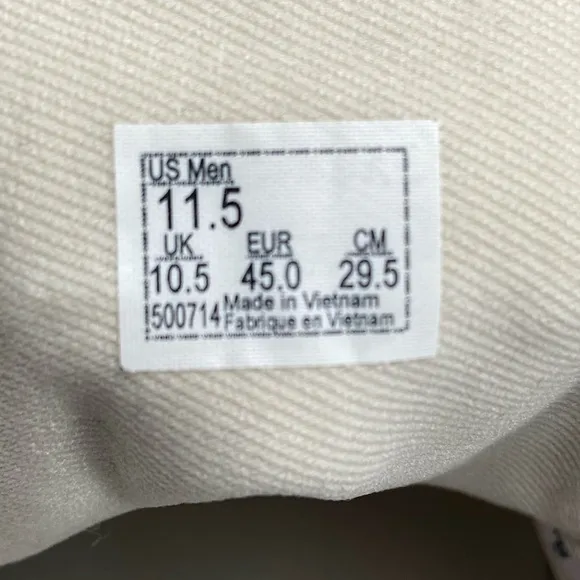 US Men
11.5
UK EUR CM
10.5 45.0 29.5
500714 Made in Vietnam
Fabrique en Vietnam